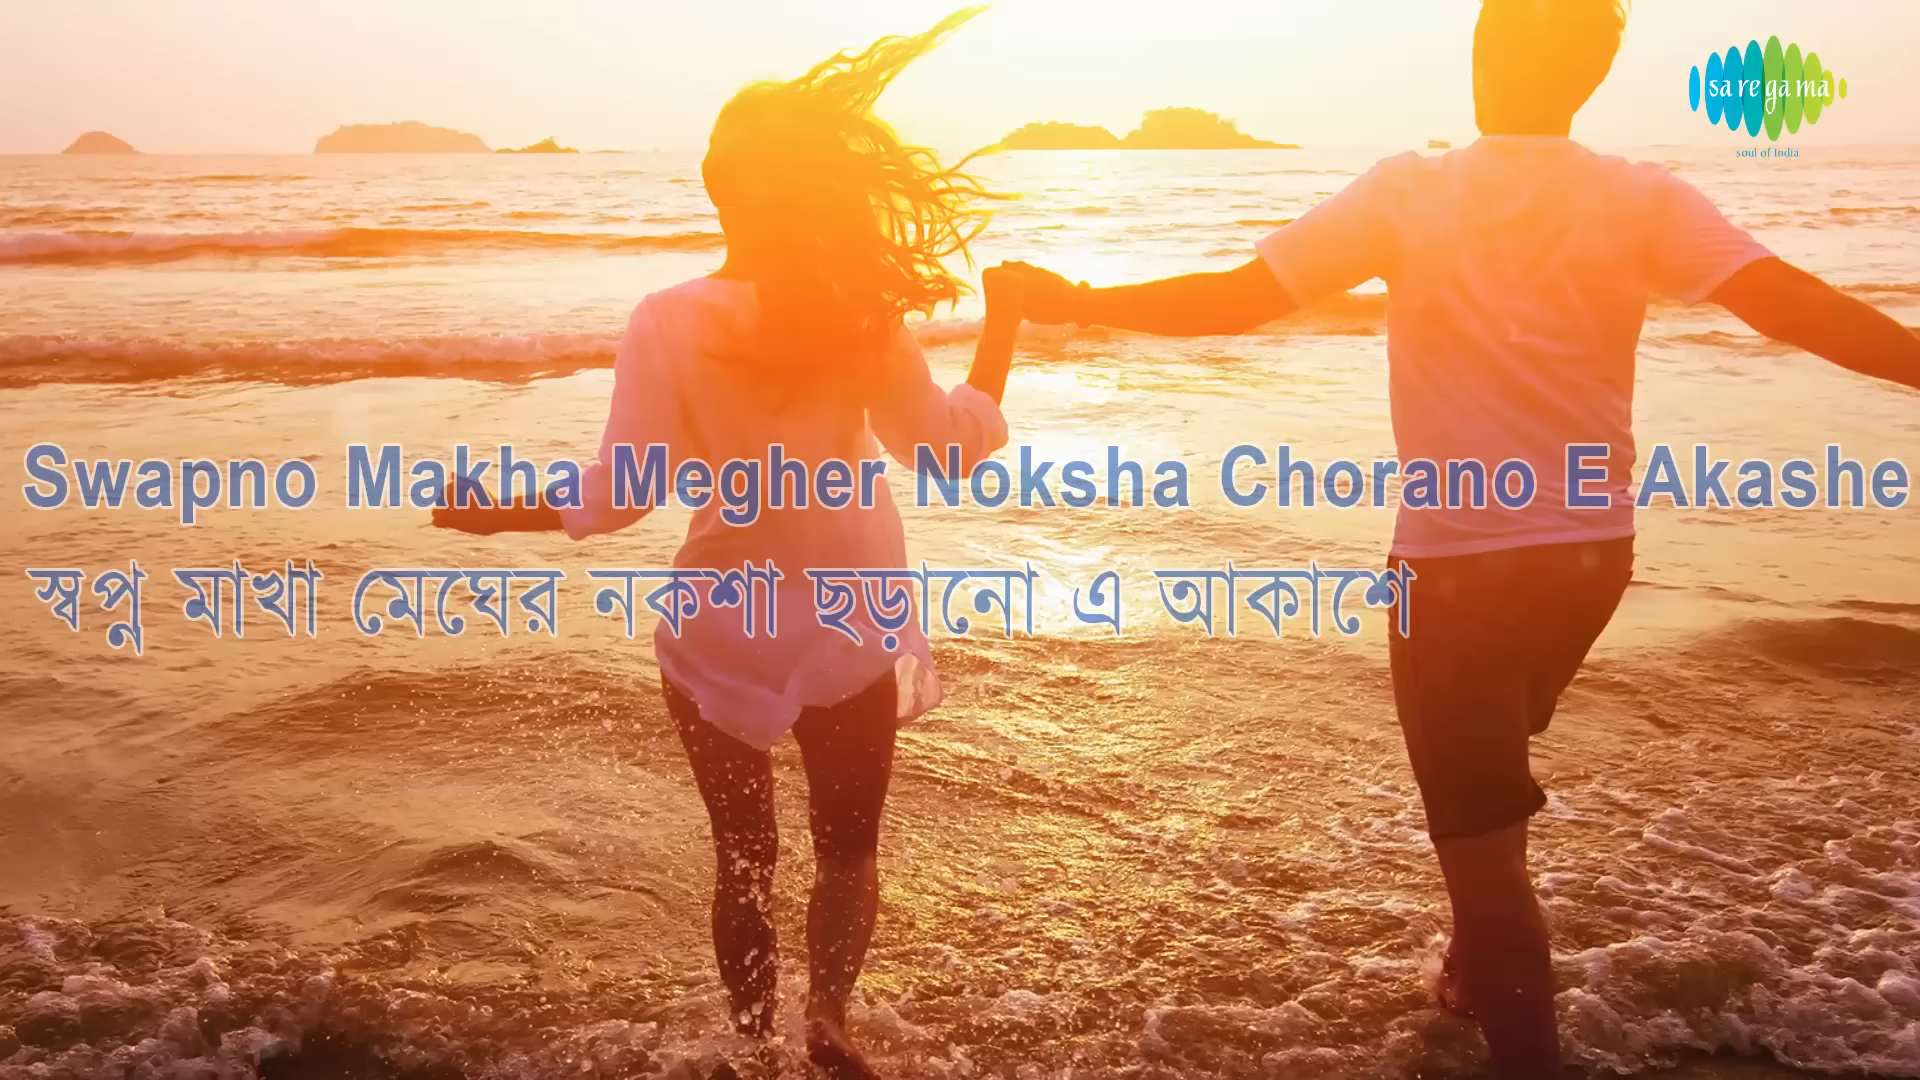 sa re ga ma
soul of India
Swapno Makha Megher Noksha Chorano E Akashe
স্বপ্ন মাখা মেঘের নকশা ছড়ানো এ আকাশে